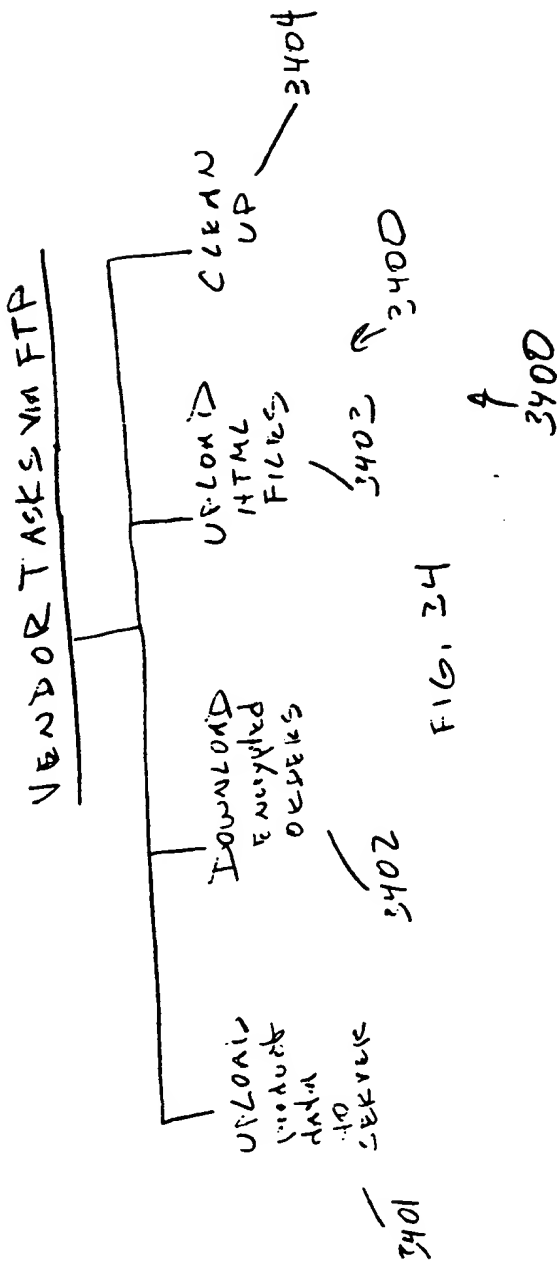 VENDOR TASKS VIA FTP
UPLOAD
product
data
to
SERVER
3401
DOWNLOAD
Encrypted
ORDERS
3402
UPLOAD
HTML
FILES
3403
CLEAN
UP
3404
3400
FIG. 34
3400